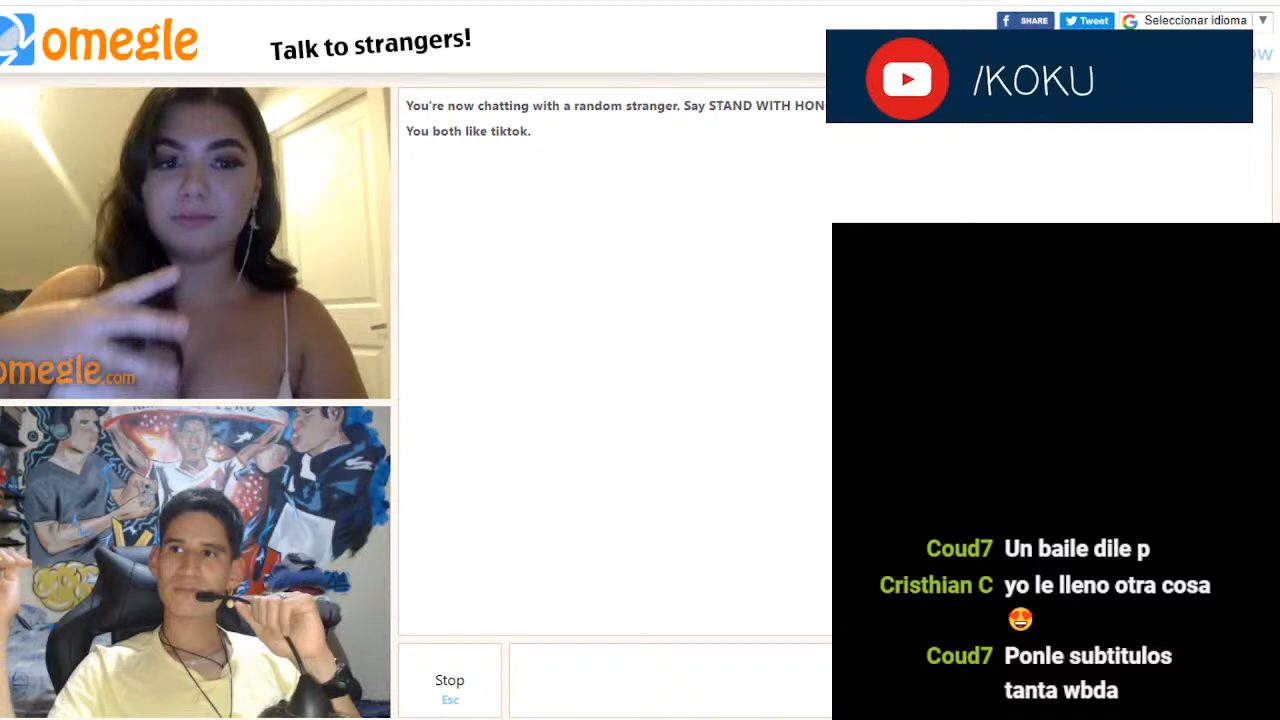 omegle
Talk to strangers!
SHARE
Tweet
Seleccionar idioma
/KOKU
You're now chatting with a random stranger. Say STAND WITH HON
You both like tiktok.
omegle.com
Coud7 Un baile dile p
Cristhian C yo le lleno otra cosa
😍
Coud7 Ponle subtitulos
tanta wbda
Stop
Esc